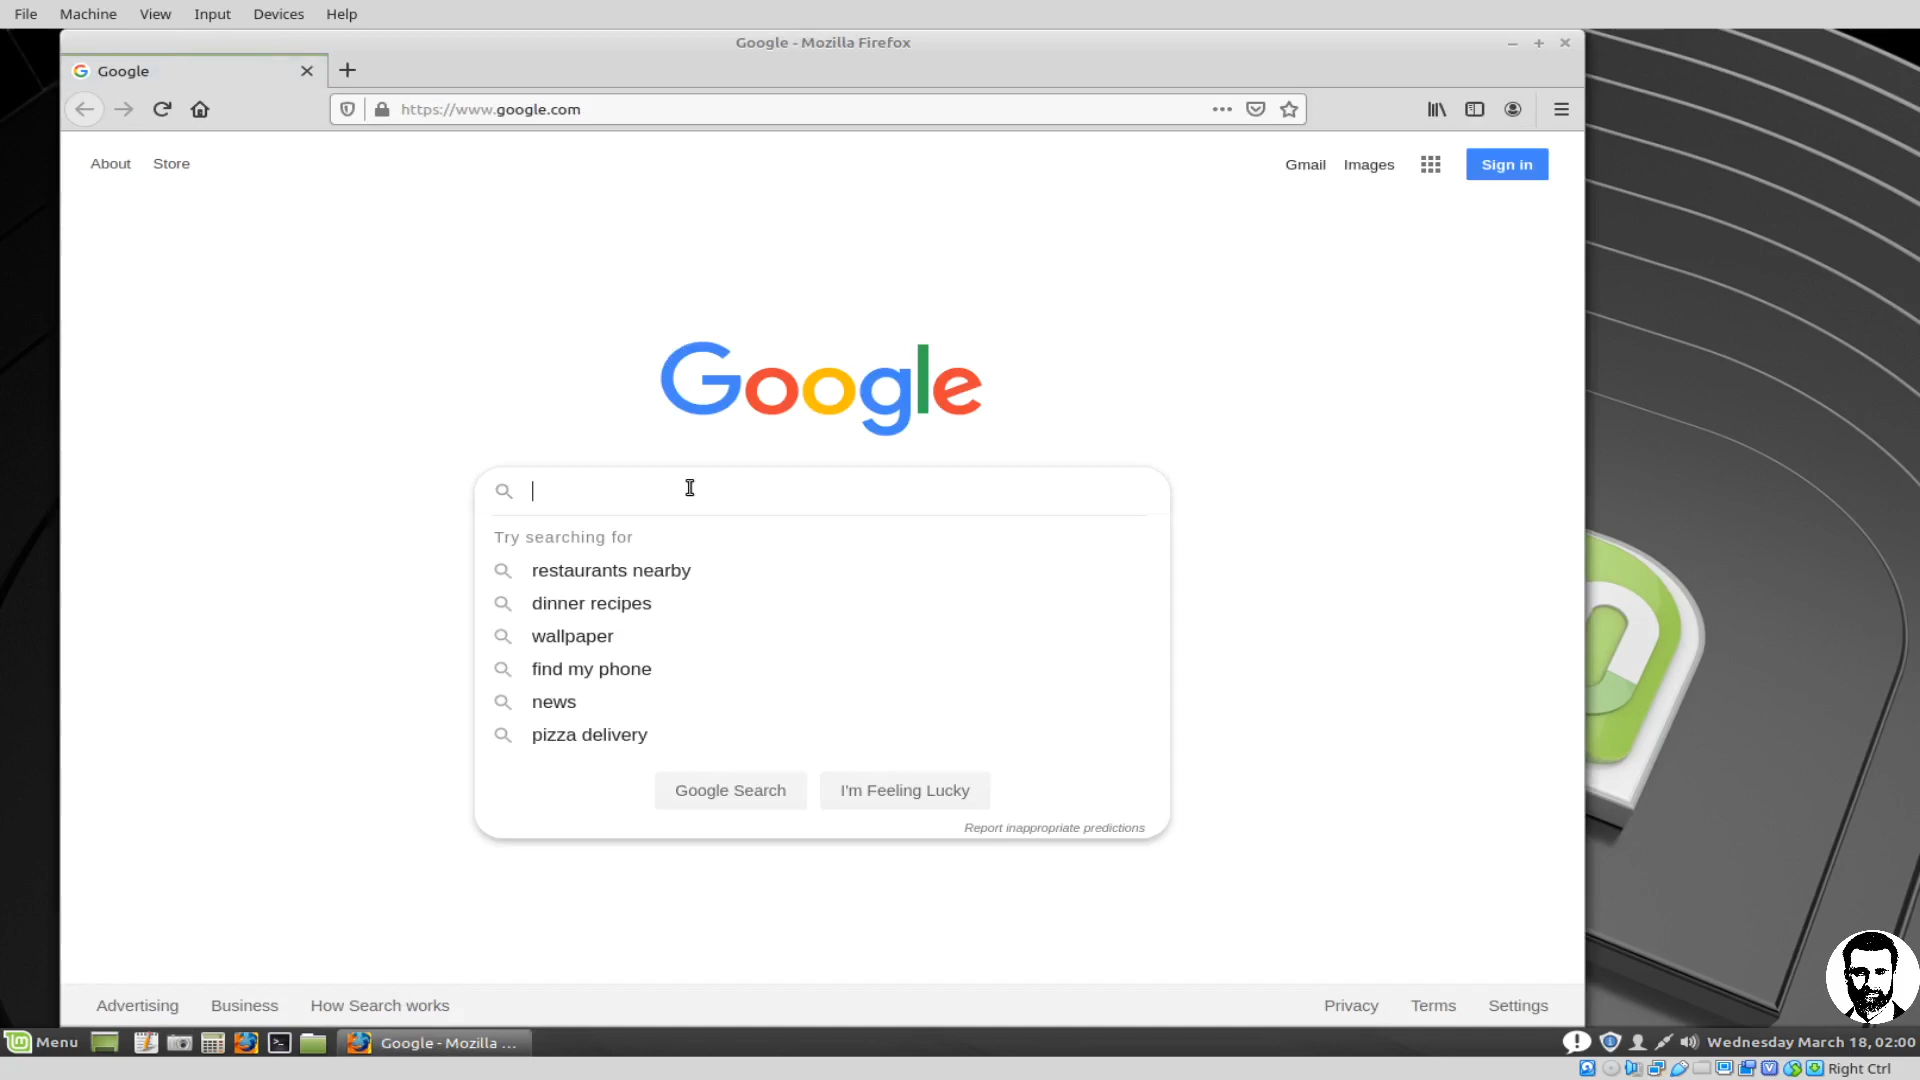 File Machine View Input Devices Help
Google - Mozilla Firefox
Google
https://www.google.com
About Store
Gmail Images Sign in
Google
Try searching for
restaurants nearby
dinner recipes
wallpaper
find my phone
news
pizza delivery
Google Search I'm Feeling Lucky
Report inappropriate predictions
Advertising Business How Search works
Privacy Terms Settings
Menu Google - Mozilla ... Wednesday March 18, 02:00
Right Ctrl